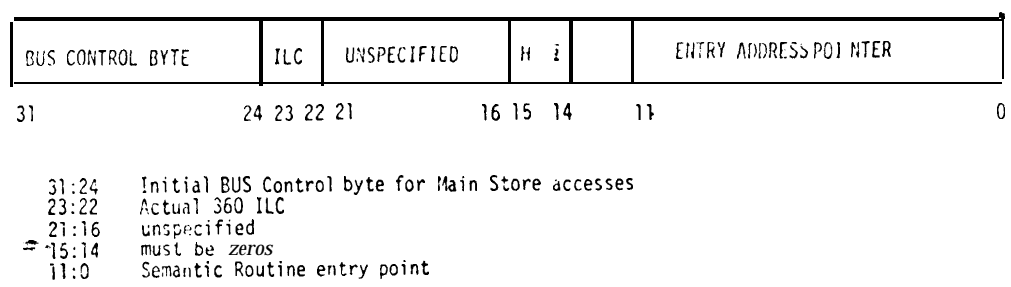 BUS CONTROL BYTE ILC UNSPECIFIED H i ENTRY ADDRESS POINTER
31 24 23 22 21 16 15 14 11 0
31:24 Initial BUS Control byte for Main Store accesses
23:22 Actual 360 ILC
21:16 unspecified
15:14 must be zeros
11:0 Semantic Routine entry point